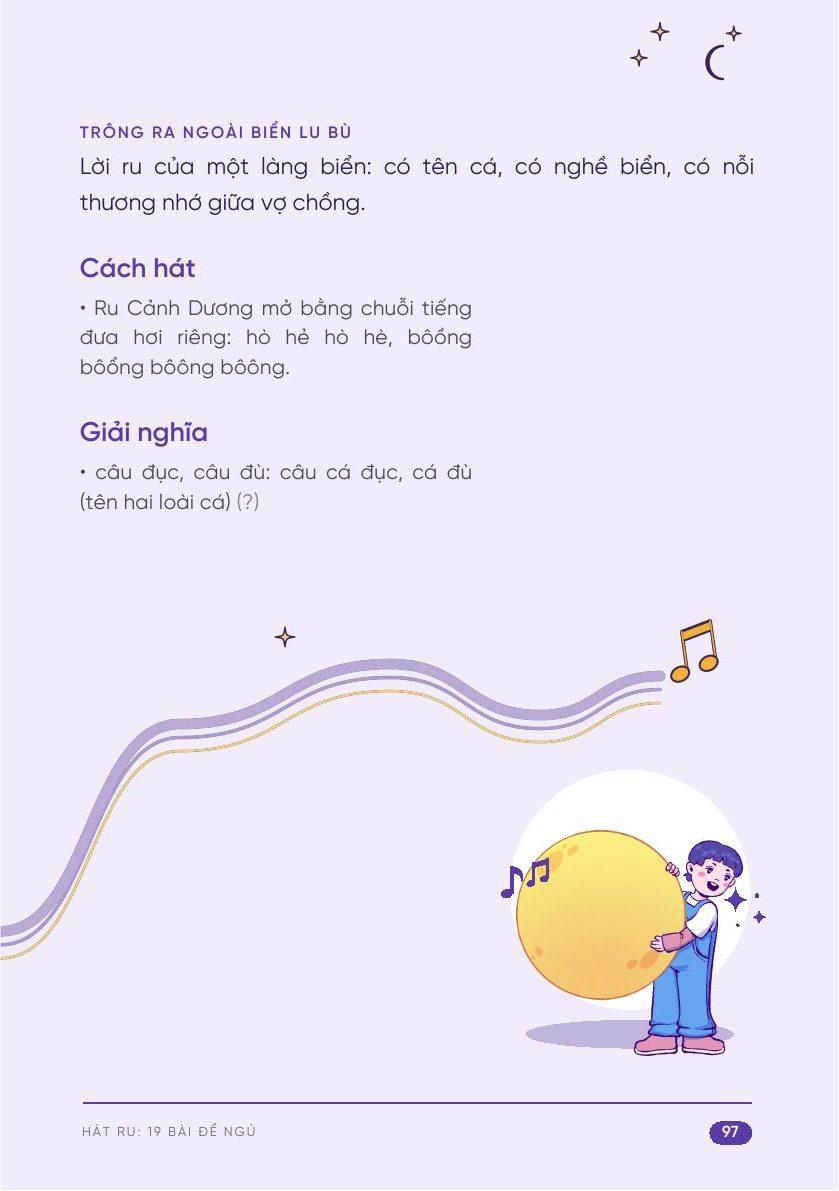 TRÔNG RA NGOÀI BIỂN LU BÙ
Lời ru của một làng biển: có tên cá, có nghề biển, có nỗi
thương nhớ giữa vợ chồng.
Cách hát
• Ru Cảnh Dương mở bằng chuỗi tiếng
đưa hơi riêng: hò hẻ hò hè, bôồng
bôổng bôông bôông.
Giải nghĩa
• câu đục, câu đù: câu cá đục, cá đù
(tên hai loài cá) (?)
HÁT RU: 19 BÀI ĐỂ NGỦ
97